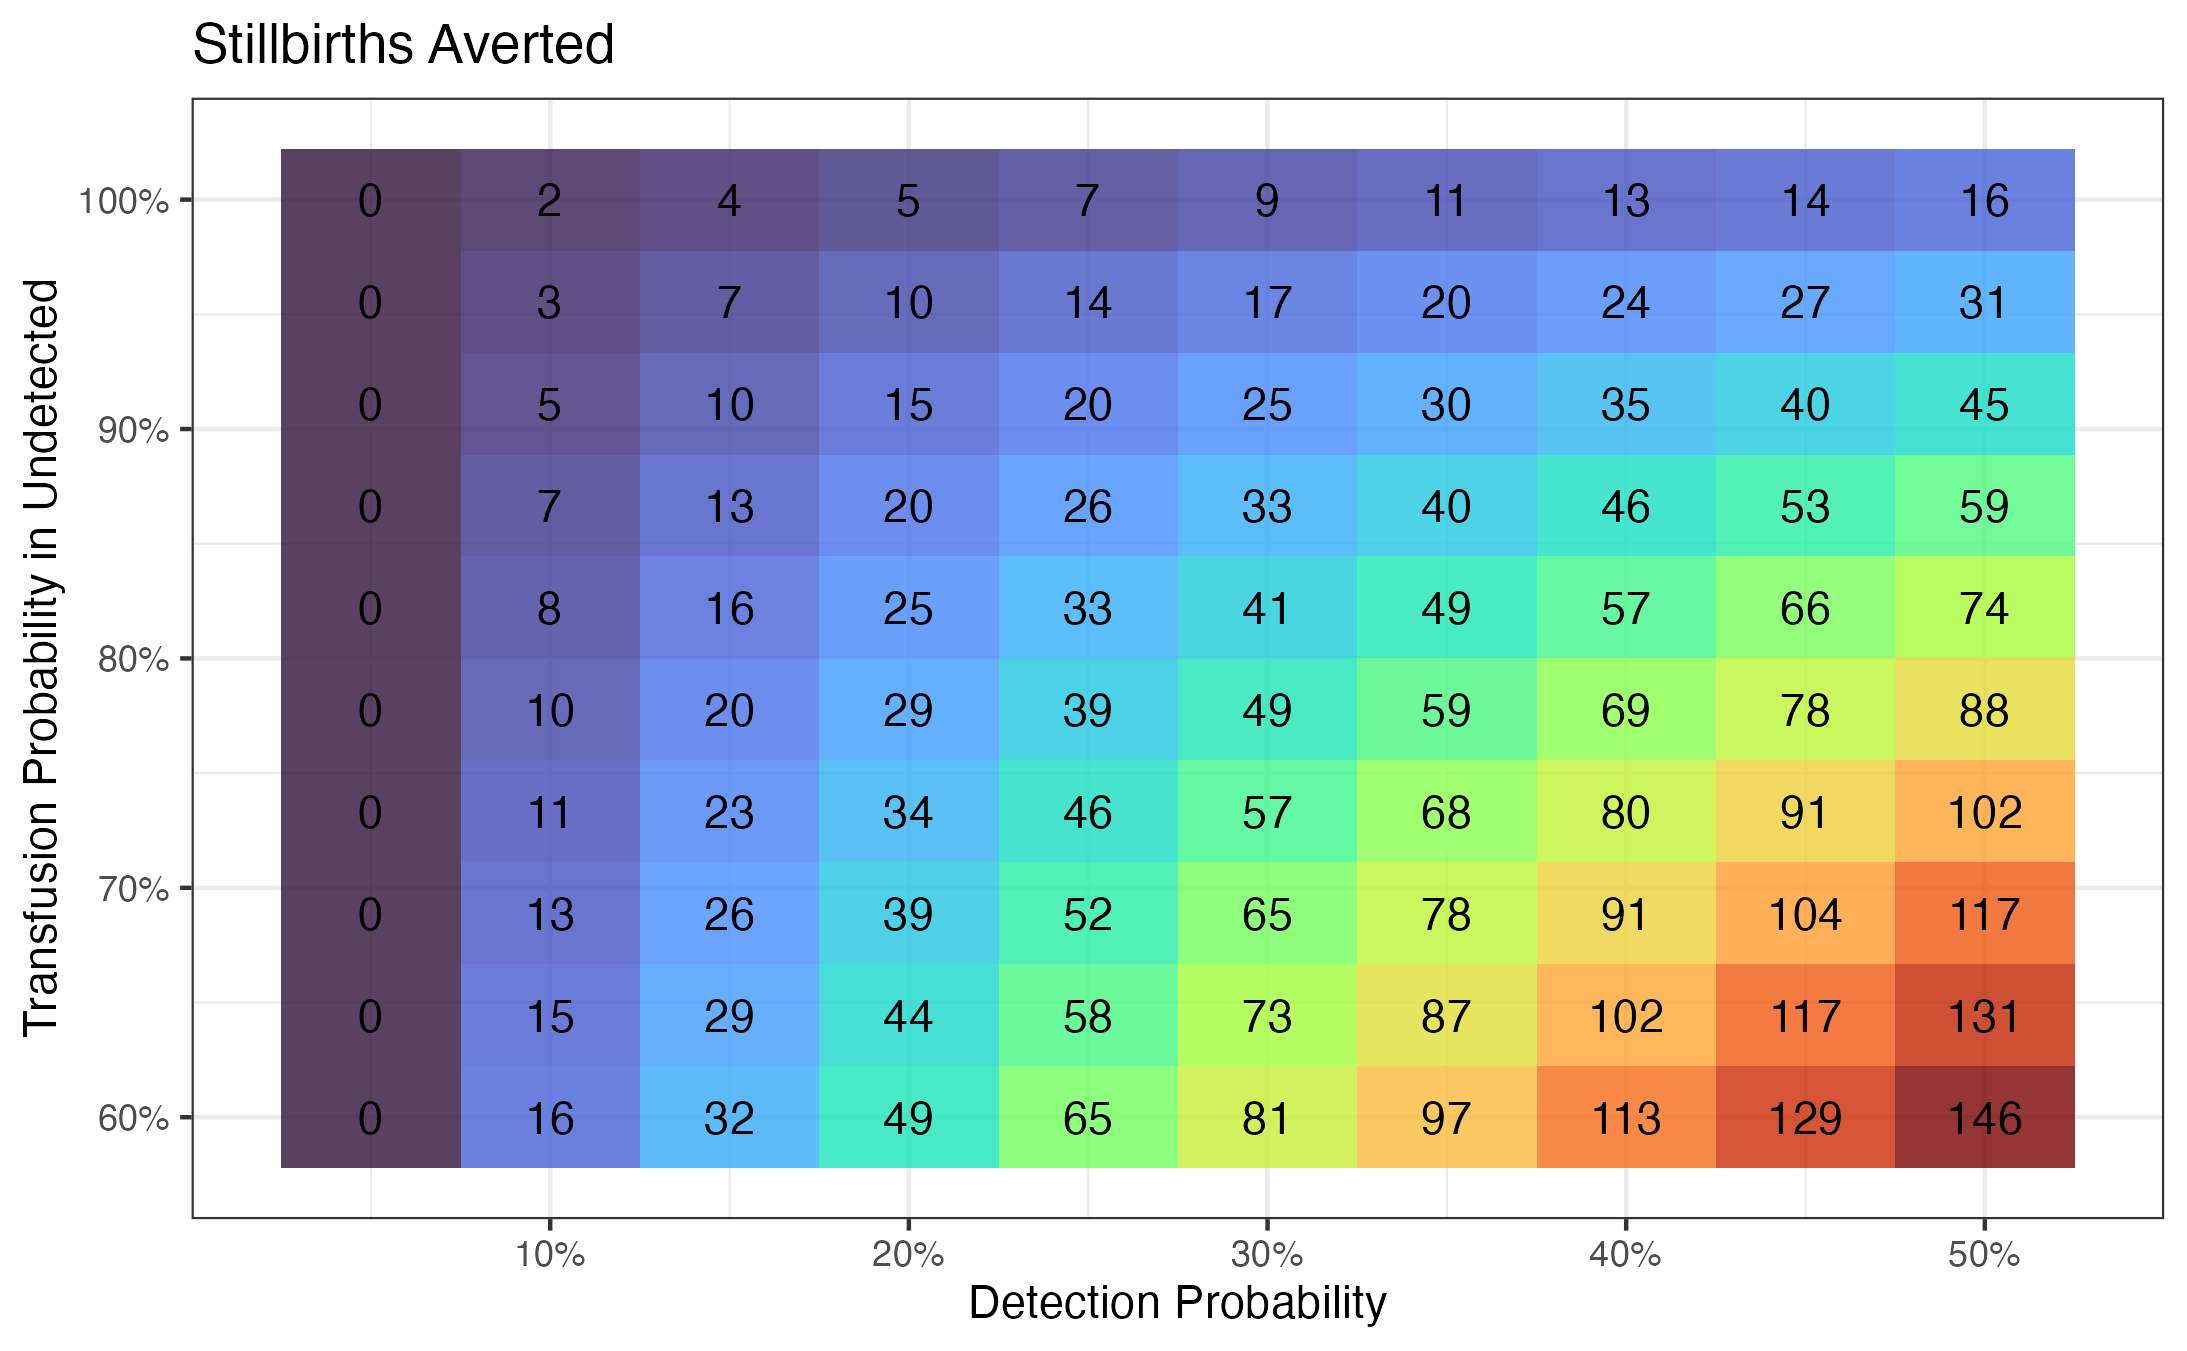 Stillbirths Averted
Transfusion Probability in Undetected
100%
0 2 4 5 7 9 11 13 14 16
0 3 7 10 14 17 20 24 27 31
90%
0 5 10 15 20 25 30 35 40 45
0 7 13 20 26 33 40 46 53 59
0 8 16 25 33 41 49 57 66 74
80%
0 10 20 29 39 49 59 69 78 88
0 11 23 34 46 57 68 80 91 102
70%
0 13 26 39 52 65 78 91 104 117
0 15 29 44 58 73 87 102 117 131
60%
0 16 32 49 65 81 97 113 129 146
10% 20% 30% 40% 50%
Detection Probability